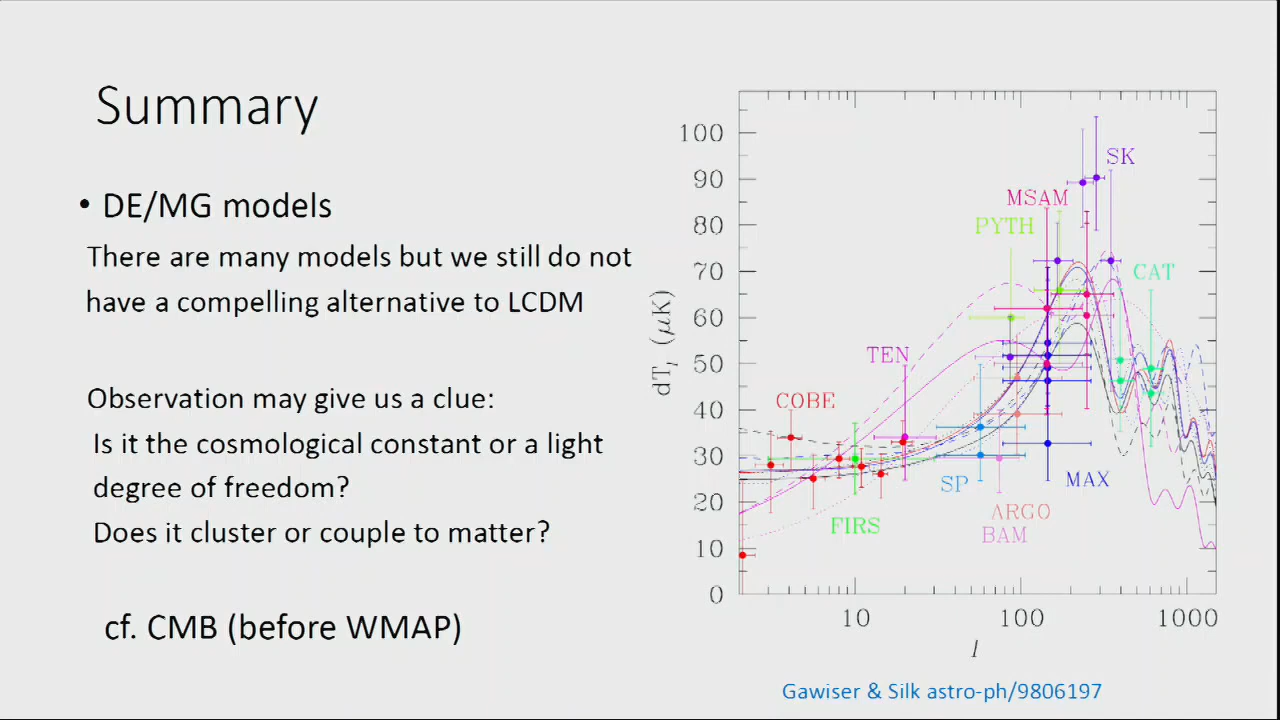 Summary
• DE/MG models
There are many models but we still do not
have a compelling alternative to LCDM
Observation may give us a clue:
Is it the cosmological constant or a light
degree of freedom?
Does it cluster or couple to matter?
cf. CMB (before WMAP)
100
90
80
70
60
50
40
30
20
10
0
dT_l (μK)
SK
MSAM
PYTH
CAT
TEN
COBE
SP
MAX
ARGO
FIRS
BAM
10
100
1000
l
Gawiser & Silk astro-ph/9806197